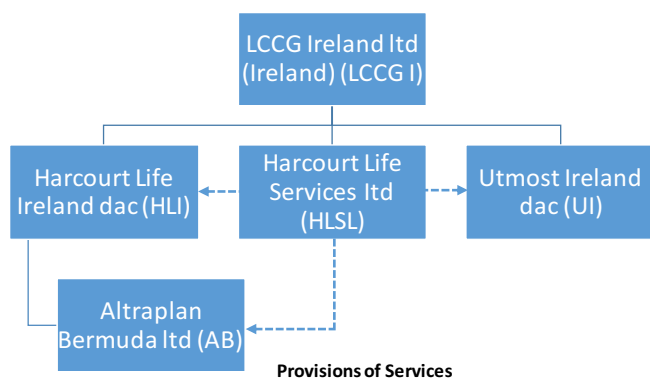 LCCG Ireland ltd
(Ireland) (LCCG I)
Harcourt Life
Ireland dac (HLI)
Harcourt Life
Services ltd
(HLSL)
Utmost Ireland
dac (UI)
Altraplan
Bermuda ltd (AB)
Provisions of Services